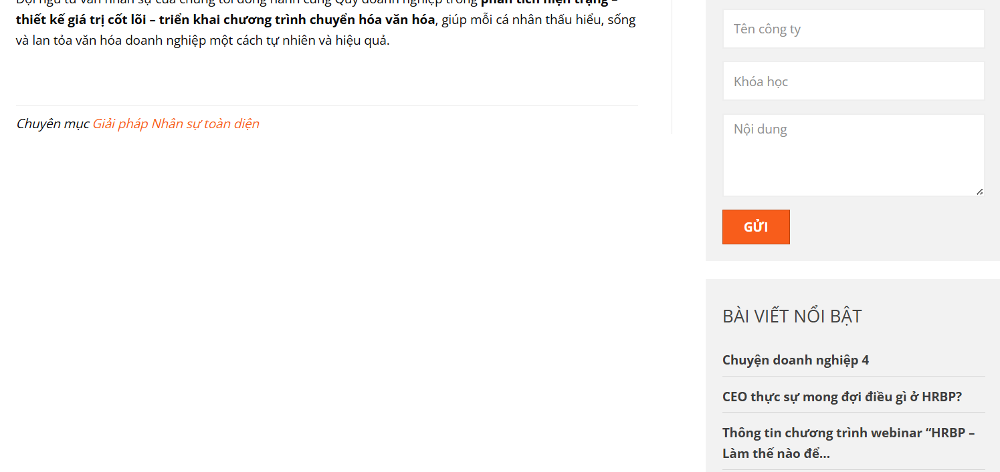 Đội ngũ tư vấn nhân sự của chúng tôi đồng hành cùng Quý doanh nghiệp trong phân tích hiện trạng –
thiết kế giá trị cốt lõi – triển khai chương trình chuyển hóa văn hóa, giúp mỗi cá nhân thấu hiểu, sống
và lan tỏa văn hóa doanh nghiệp một cách tự nhiên và hiệu quả.
Chuyên mục Giải pháp Nhân sự toàn diện
Tên công ty
Khóa học
Nội dung
GỬI
BÀI VIẾT NỔI BẬT
Chuyện doanh nghiệp 4
CEO thực sự mong đợi điều gì ở HRBP?
Thông tin chương trình webinar “HRBP –
Làm thế nào để...